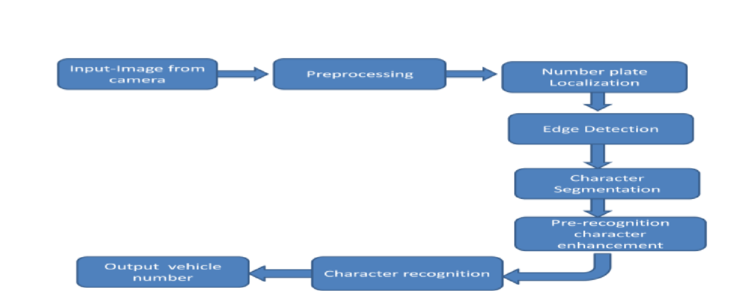 Input-Image from
camera
Preprocessing
Number plate
Localization
Edge Detection
Character
Segmentation
Pre-recognition
character
enhancement
Character recognition
Output vehicle
number